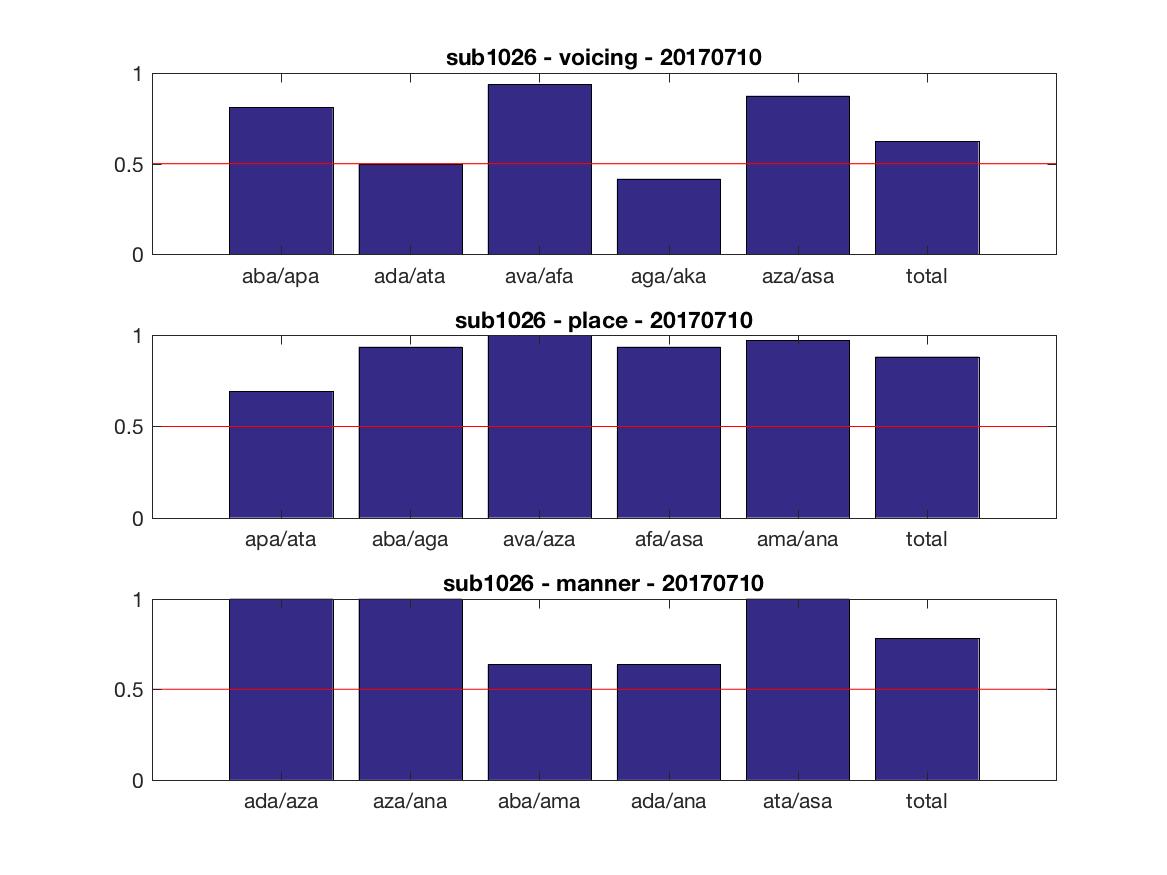 sub1026 - voicing - 20170710
1
0.5
0
aba/apa ada/ata ava/afa aga/aka aza/asa total
sub1026 - place - 20170710
1
0.5
0
apa/ata aba/aga ava/aza afa/asa ama/ana total
sub1026 - manner - 20170710
1
0.5
0
ada/aza aza/ana aba/ama ada/ana ata/asa total